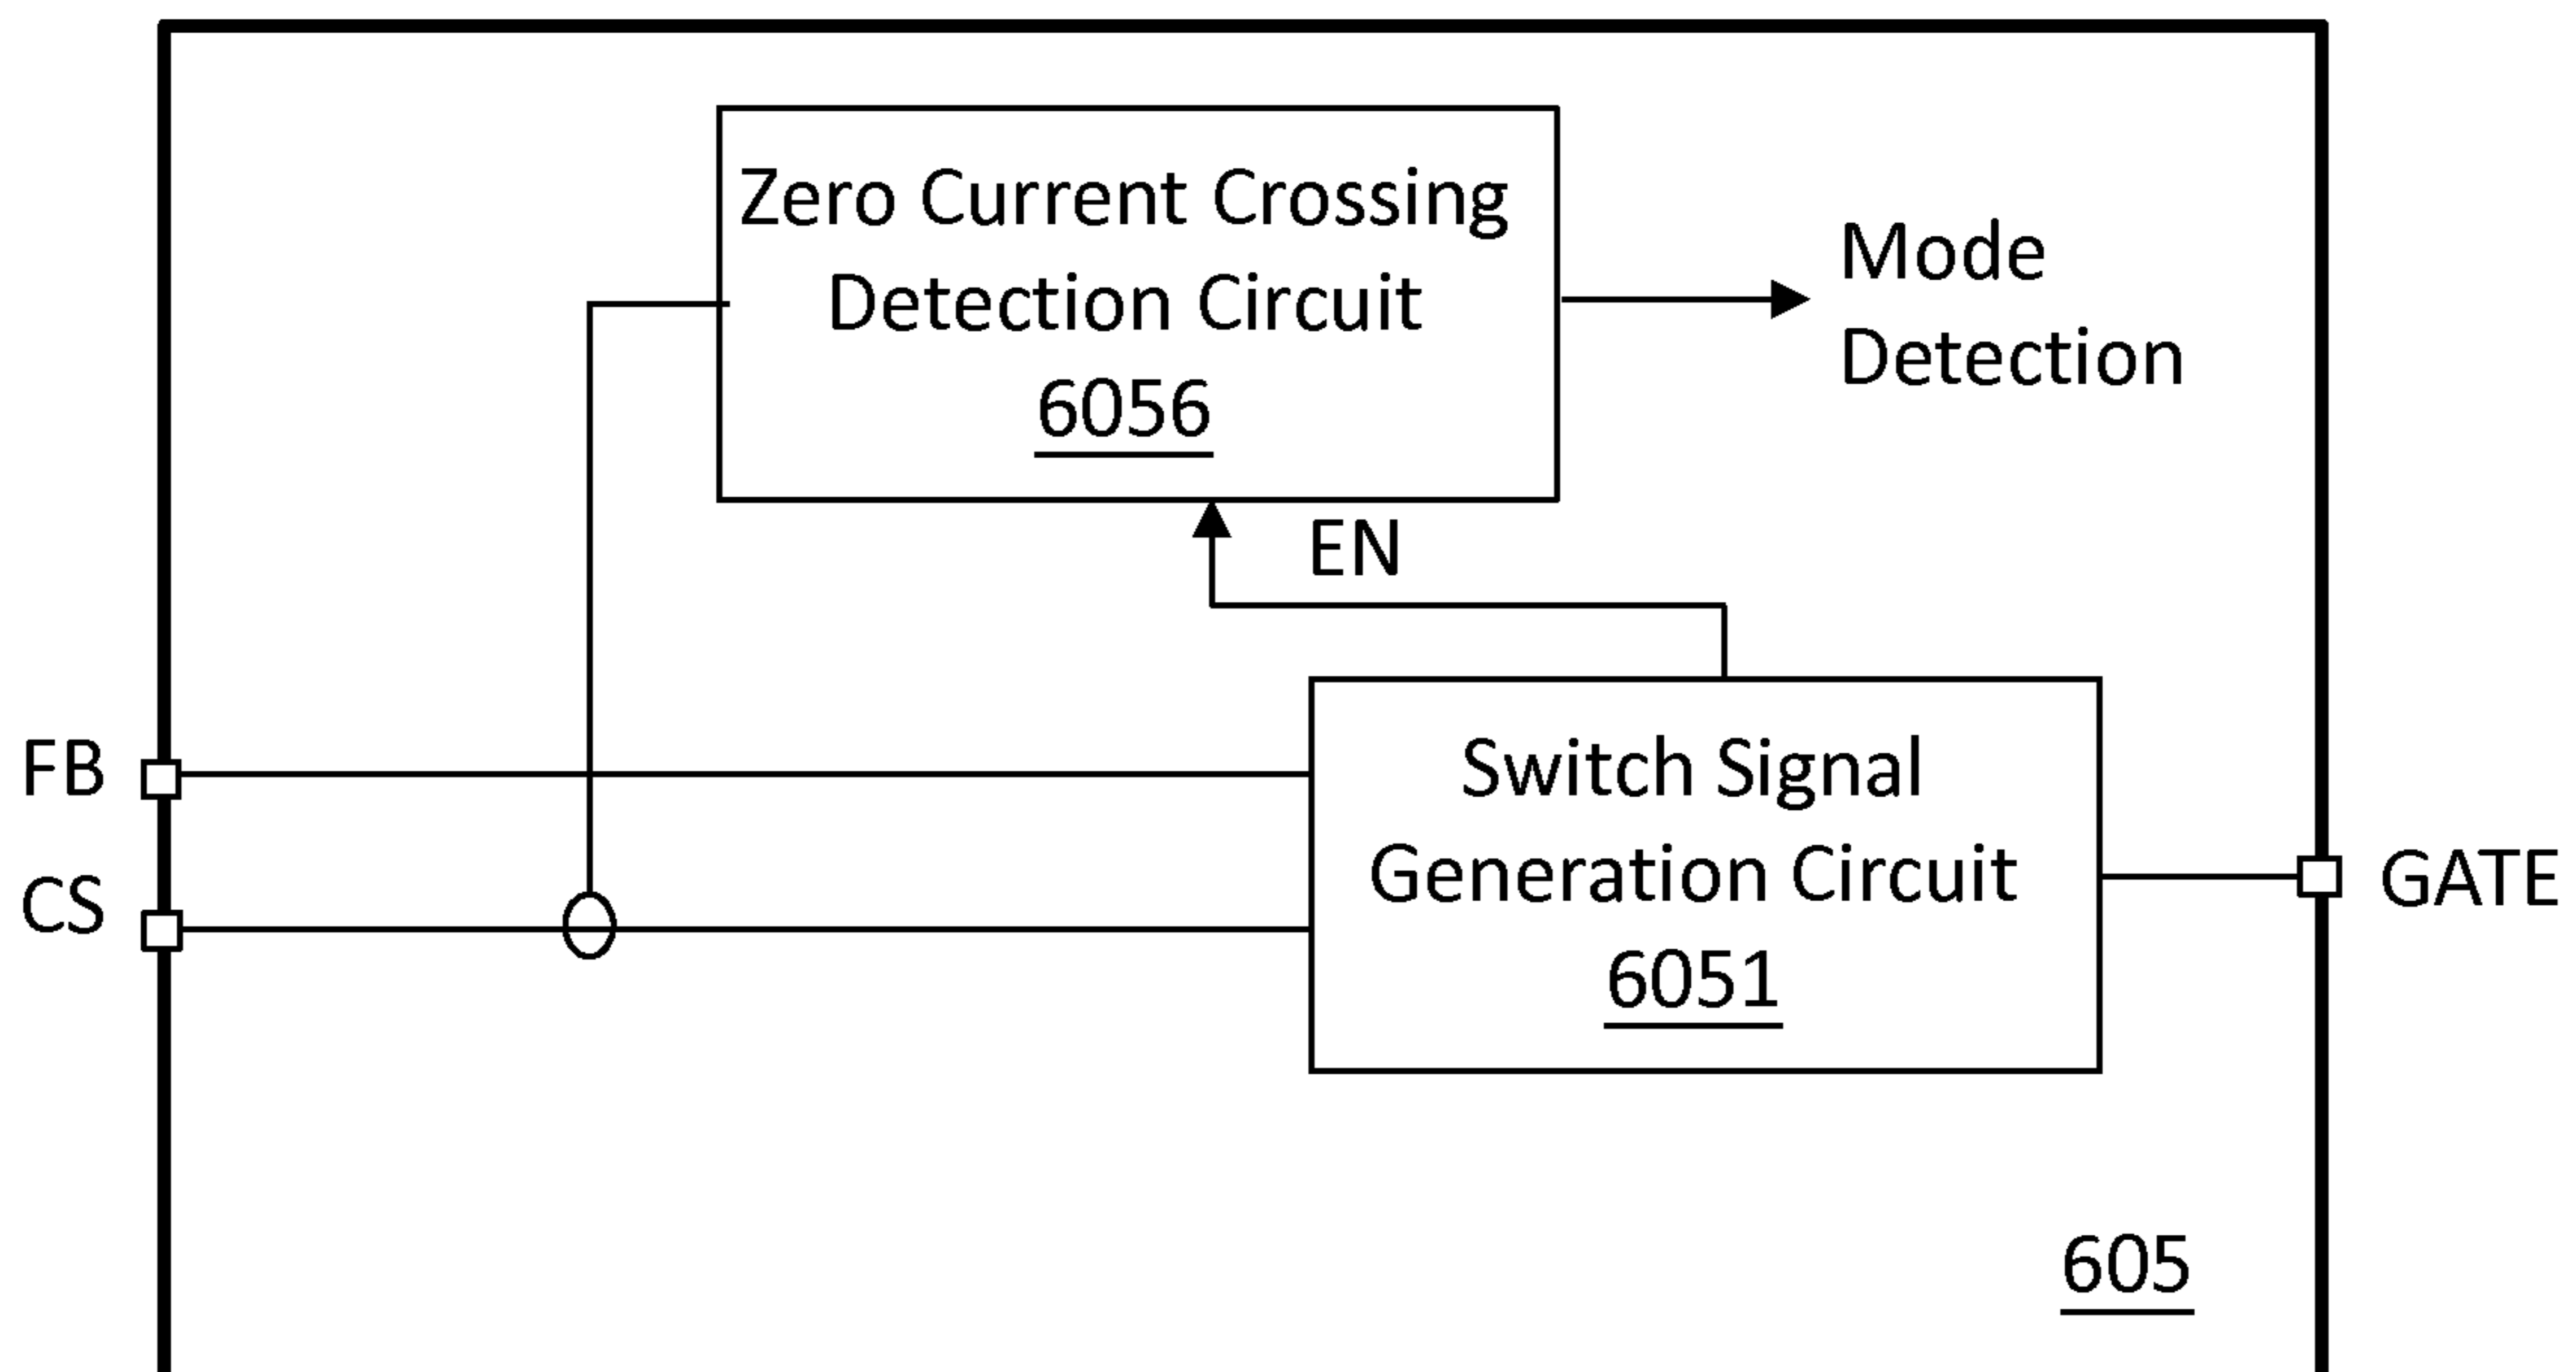 Zero Current Crossing
Detection Circuit
6056
Mode
Detection
EN
FB
CS
Switch Signal
Generation Circuit
6051
GATE
605